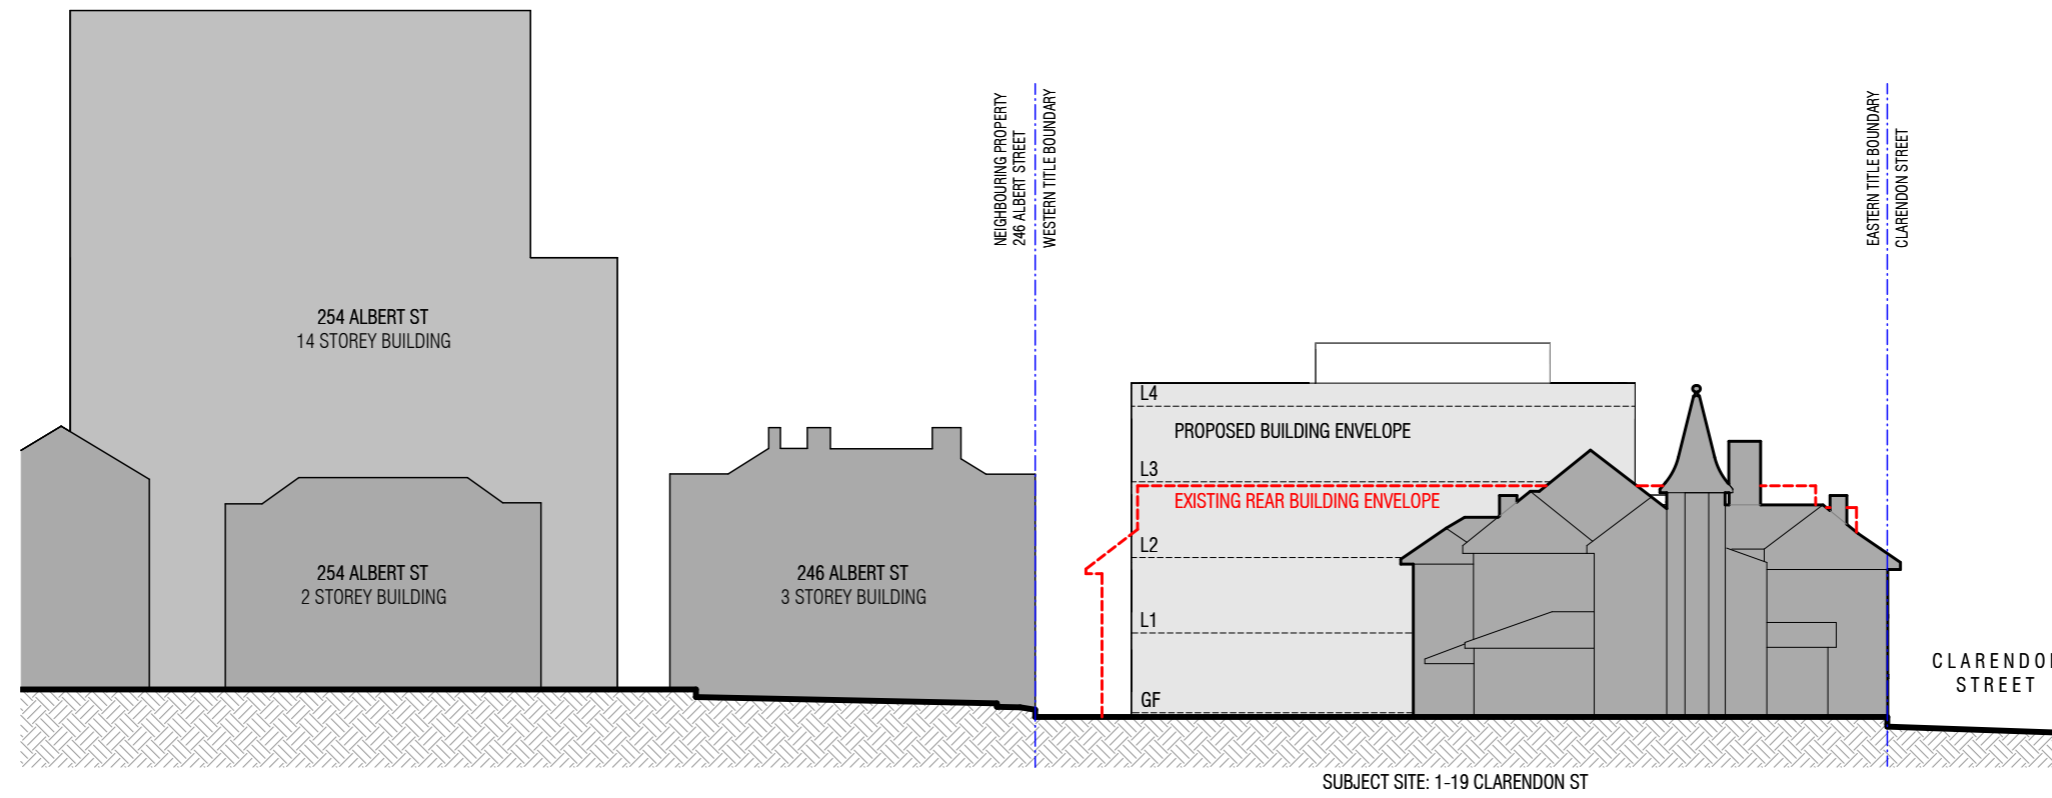 254 ALBERT ST
14 STOREY BUILDING
254 ALBERT ST
2 STOREY BUILDING
246 ALBERT ST
3 STOREY BUILDING
NEIGHBOURING PROPERTY
246 ALBERT STREET
WESTERN TITLE BOUNDARY
L4
PROPOSED BUILDING ENVELOPE
L3
EXISTING REAR BUILDING ENVELOPE
L2
L1
GF
EASTERN TITLE BOUNDARY
CLARENDON STREET
CLARENDON
STREET
SUBJECT SITE: 1-19 CLARENDON ST